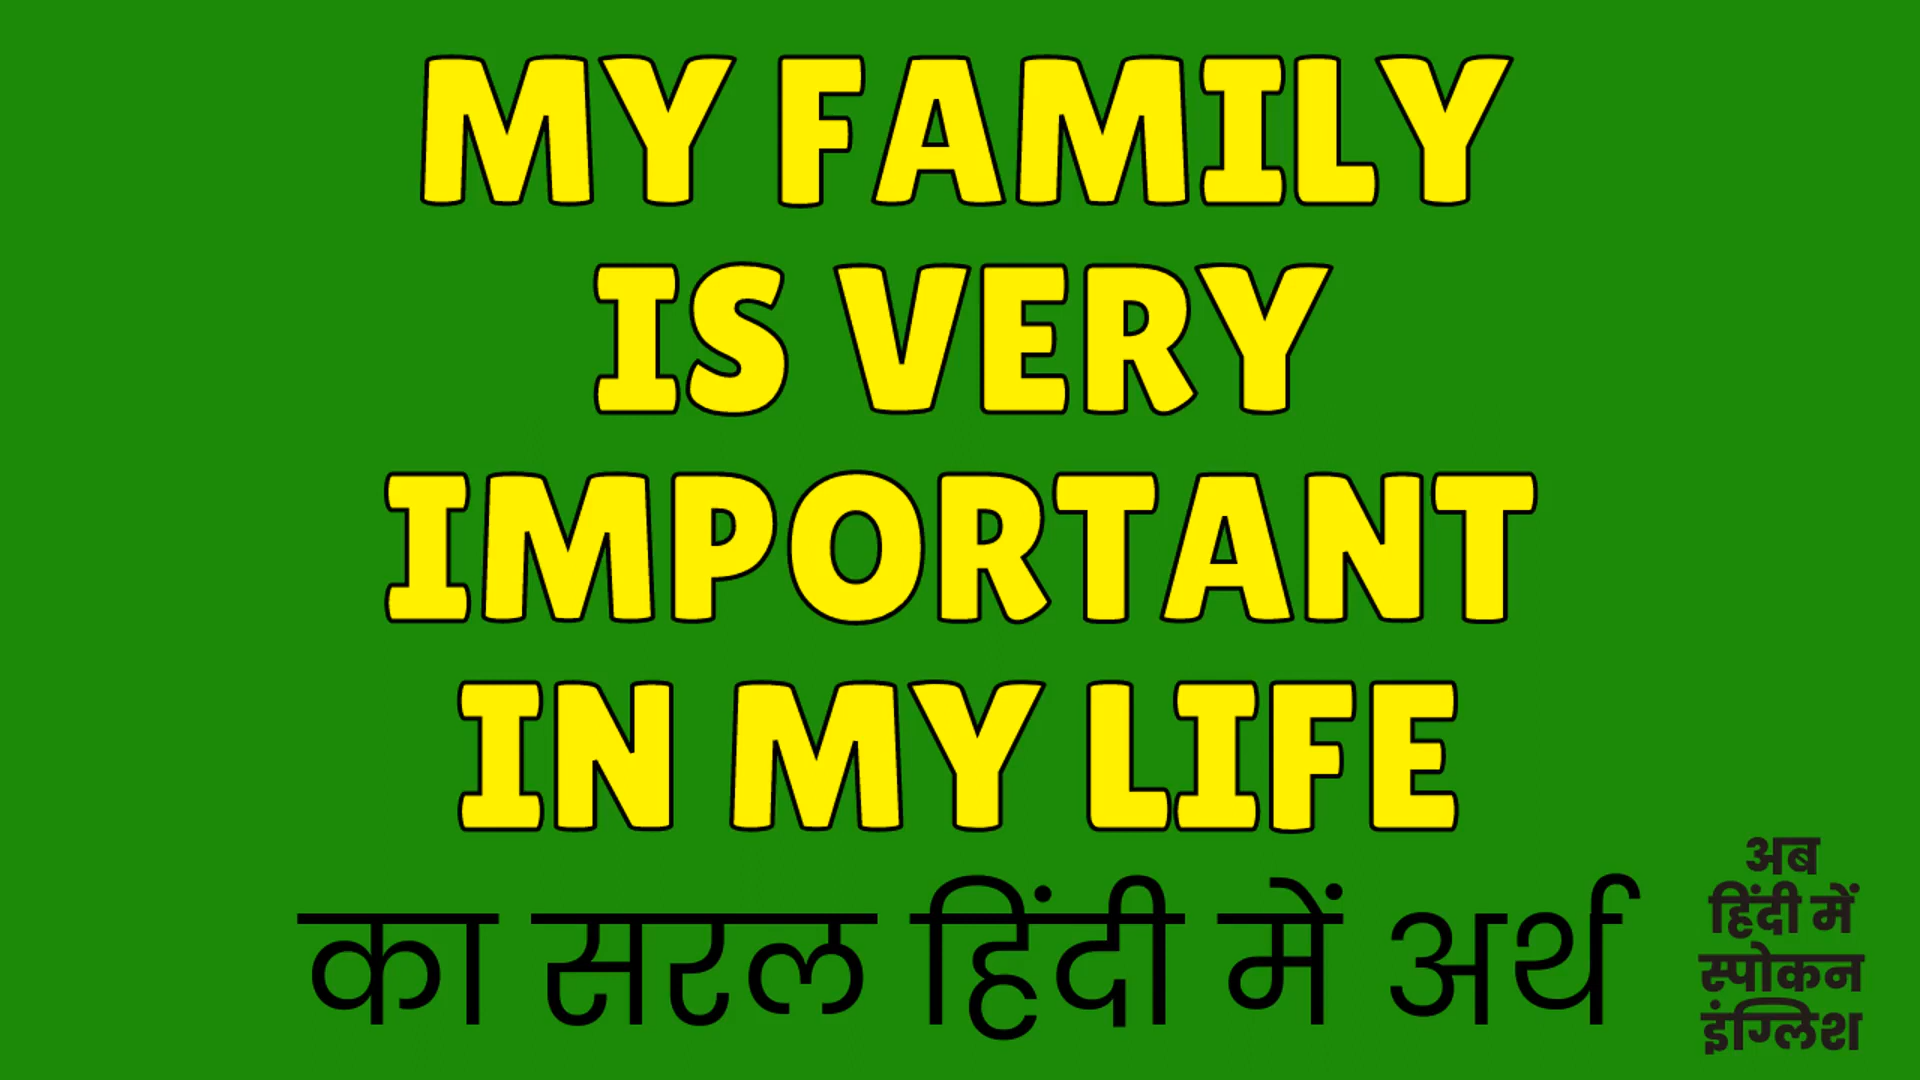 MY FAMILY
IS VERY
IMPORTANT
IN MY LIFE
का सरल हिंदी में अर्थ
अब
हिंदी में
स्पोकन
इंग्लिश